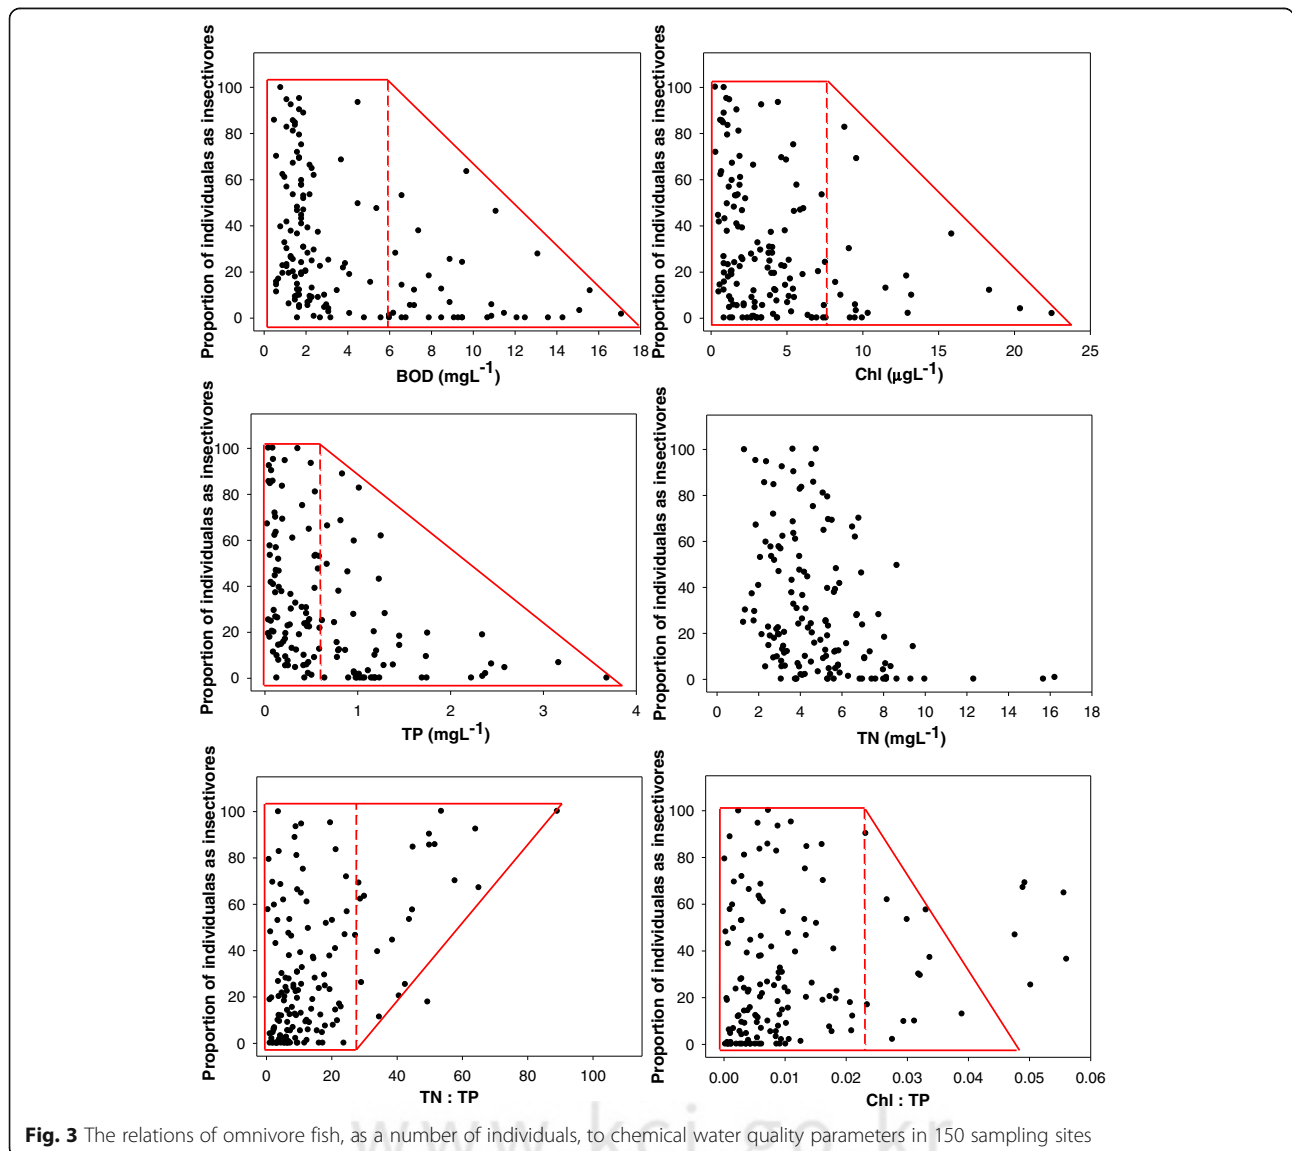 Proportion of individualas as insectivores
100
80
60
40
20
0
0 2 4 6 8 10 12 14 16 18
BOD (mgL-1)
Proportion of individualas as insectivores
100
80
60
40
20
0
0 5 10 15 20 25
Chl (μgL-1)
Proportion of individualas as insectivores
100
80
60
40
20
0
0 1 2 3 4
TP (mgL-1)
Proportion of individualas as insectivores
100
80
60
40
20
0
0 2 4 6 8 10 12 14 16 18
TN (mgL-1)
Proportion of individualas as insectivores
100
80
60
40
20
0
0 20 40 60 80 100
TN : TP
Proportion of individualas as insectivores
100
80
60
40
20
0
0.00 0.01 0.02 0.03 0.04 0.05 0.06
Chl : TP
www.kci.go.kr
Fig. 3 The relations of omnivore fish, as a number of individuals, to chemical water quality parameters in 150 sampling sites